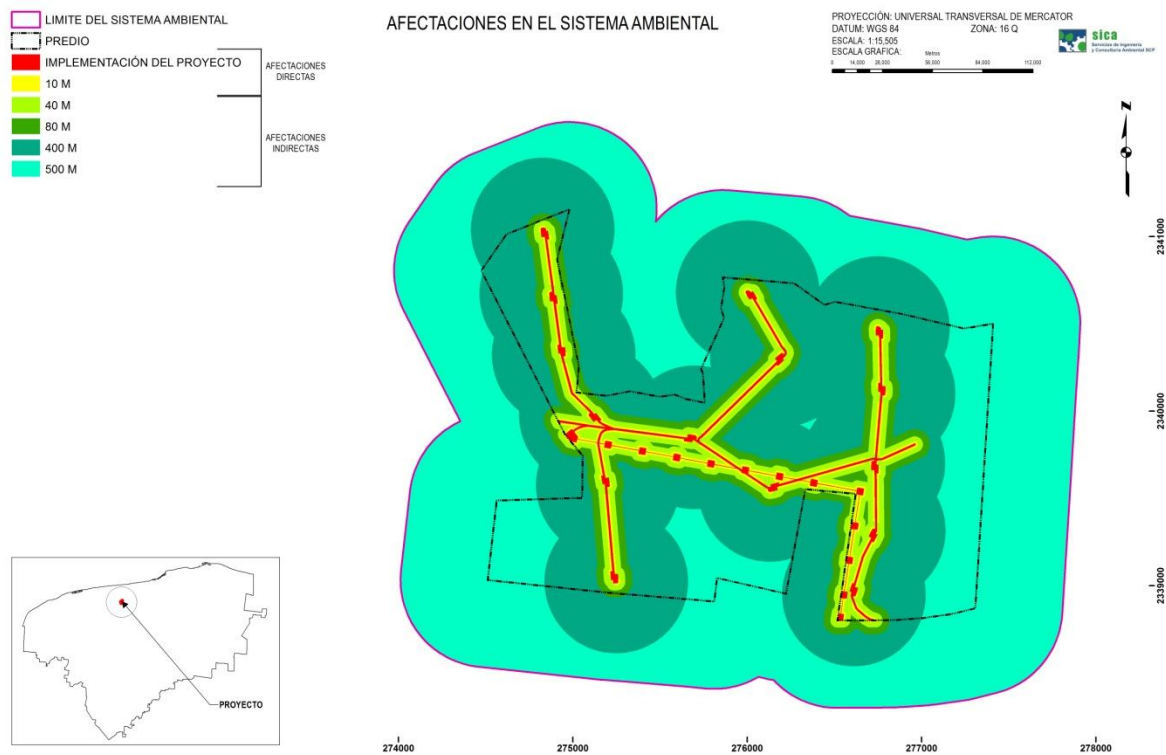 LIMITE DEL SISTEMA AMBIENTAL
PREDIO
IMPLEMENTACIÓN DEL PROYECTO
10 M
40 M
80 M
400 M
500 M
AFECTACIONES
DIRECTAS
AFECTACIONES
INDIRECTAS
AFECTACIONES EN EL SISTEMA AMBIENTAL
PROYECCIÓN: UNIVERSAL TRANSVERSAL DE MERCATOR
DATUM: WGS 84 ZONA: 16 Q
ESCALA: 1:15,505
ESCALA GRAFICA: Metros
0 14,000 28,000 56,000 84,000 112,000
sica
Servicios de Ingeniería
y Consultoría Ambiental SCP
Z
2341000
2340000
2339000
PROYECTO
274000 275000 276000 277000 278000